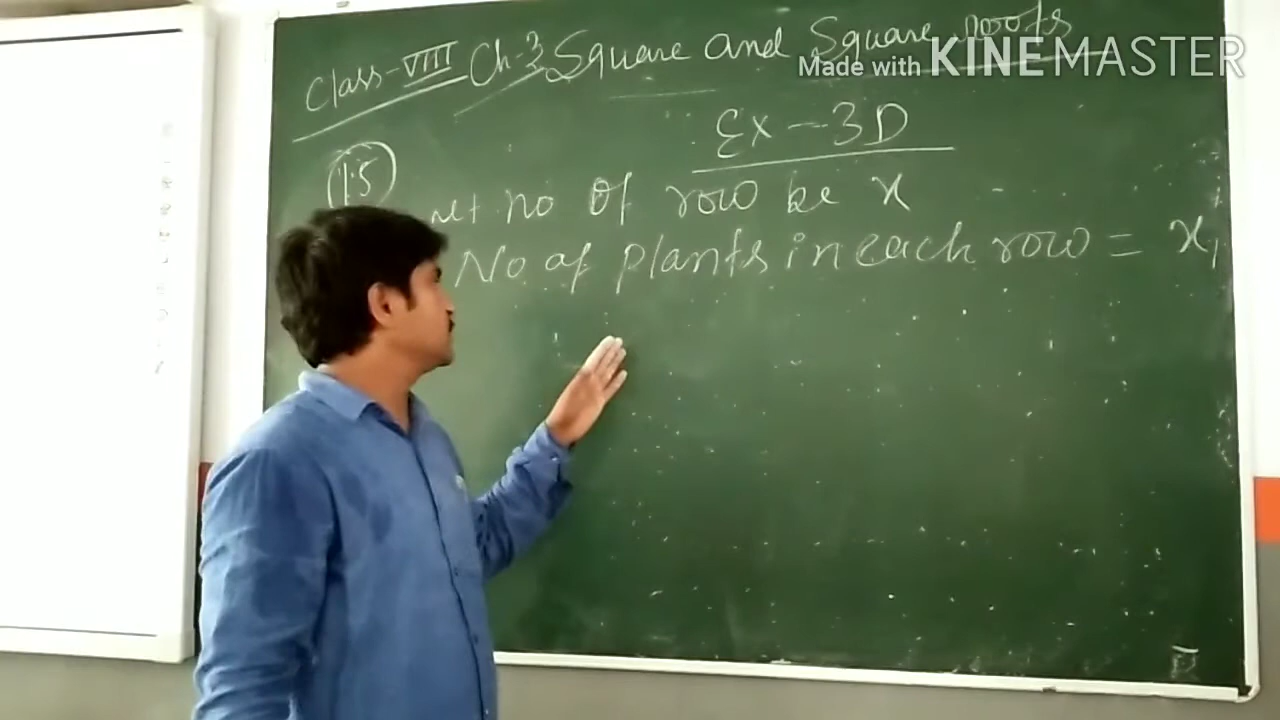 Class-VIII Ch-3 Square and Square roots
Made with KINEMASTER
Ex-3D
15
Let no of row be x
No of plants in each row = x